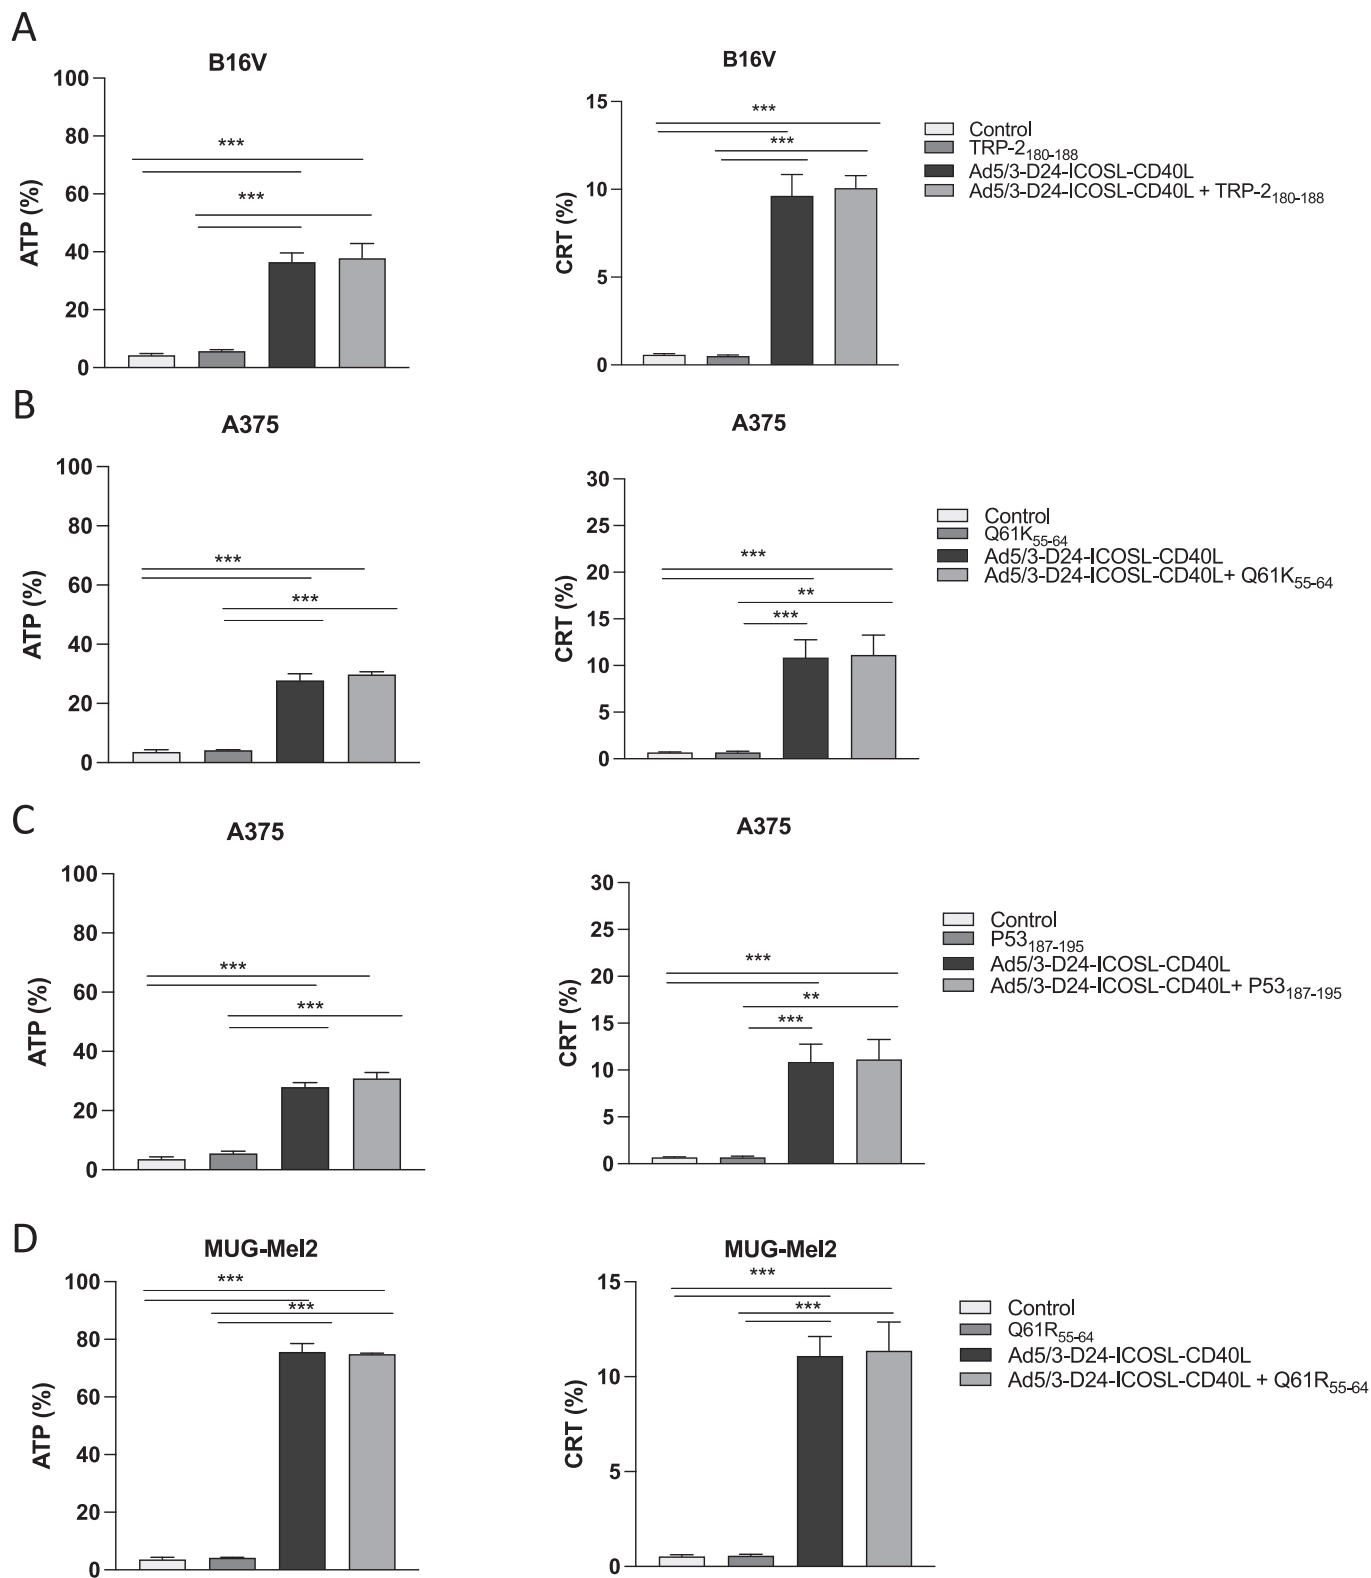 A
B16V
100
80
60
40
20
0
ATP (%)
***
***
B16V
15
10
5
0
CRT (%)
***
***
Control
TRP-2180-188
Ad5/3-D24-ICOSL-CD40L
Ad5/3-D24-ICOSL-CD40L + TRP-2180-188
B
A375
100
80
60
40
20
0
ATP (%)
***
***
A375
30
25
20
15
10
5
0
CRT (%)
***
**
***
Control
Q61K55-64
Ad5/3-D24-ICOSL-CD40L
Ad5/3-D24-ICOSL-CD40L+ Q61K55-64
C
A375
100
80
60
40
20
0
ATP (%)
***
***
A375
30
25
20
15
10
5
0
CRT (%)
***
**
***
Control
P53187-195
Ad5/3-D24-ICOSL-CD40L
Ad5/3-D24-ICOSL-CD40L+ P53187-195
D
MUG-Mel2
100
80
60
40
20
0
ATP (%)
***
***
MUG-Mel2
15
10
5
0
CRT (%)
***
***
Control
Q61R55-64
Ad5/3-D24-ICOSL-CD40L
Ad5/3-D24-ICOSL-CD40L + Q61R55-64